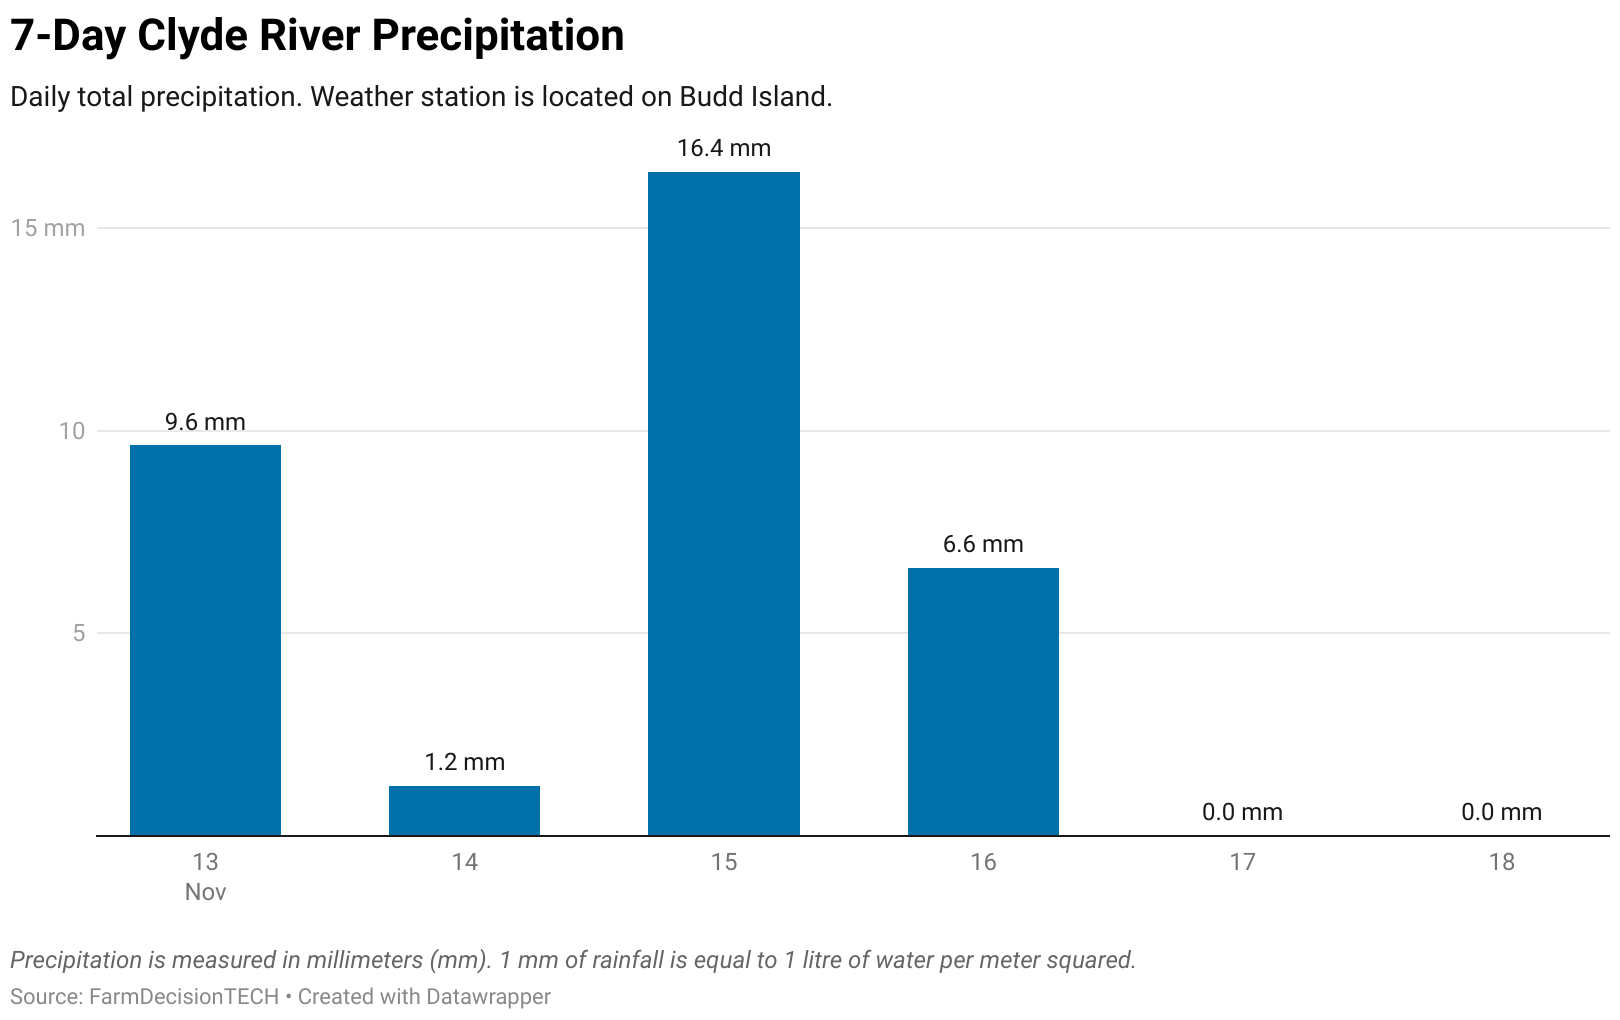 7-Day Clyde River Precipitation
Daily total precipitation. Weather station is located on Budd Island.
16.4 mm
15 mm
9.6 mm
10
6.6 mm
5
1.2 mm
0.0 mm
0.0 mm
13
14
15
16
17
18
Nov
Precipitation is measured in millimeters (mm). 1 mm of rainfall is equal to 1 litre of water per meter squared.
Source: FarmDecisionTECH • Created with Datawrapper